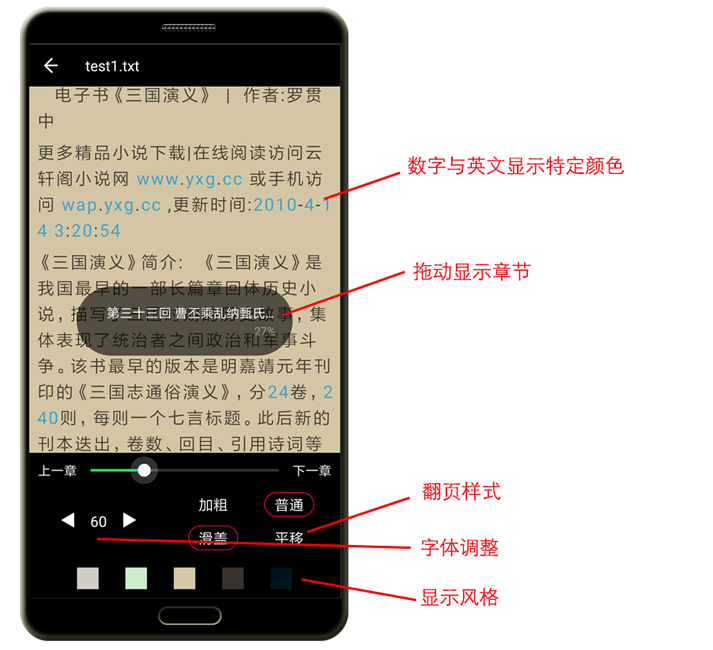 test1.txt
电子书《三国演义》 | 作者:罗贯
中
更多精品小说下载|在线阅读访问云
轩阁小说网 www.yxg.cc 或手机访
问 wap.yxg.cc ,更新时间:2010-4-1
4 3:20:54
《三国演义》简介: 《三国演义》是
我国最早的一部长篇章回体历史小
第三十三回 曹丕乘乱纳甄氏...
27%
体表现了统治者之间政治和军事斗
争。该书最早的版本是明嘉靖元年刊
印的《三国志通俗演义》, 分24卷, 2
40则, 每则一个七言标题。此后新的
刊本迭出, 卷数、回目、引用诗词等
上一章
下一章
60
加粗
普通
滑盖
平移
数字与英文显示特定颜色
拖动显示章节
翻页样式
字体调整
显示风格